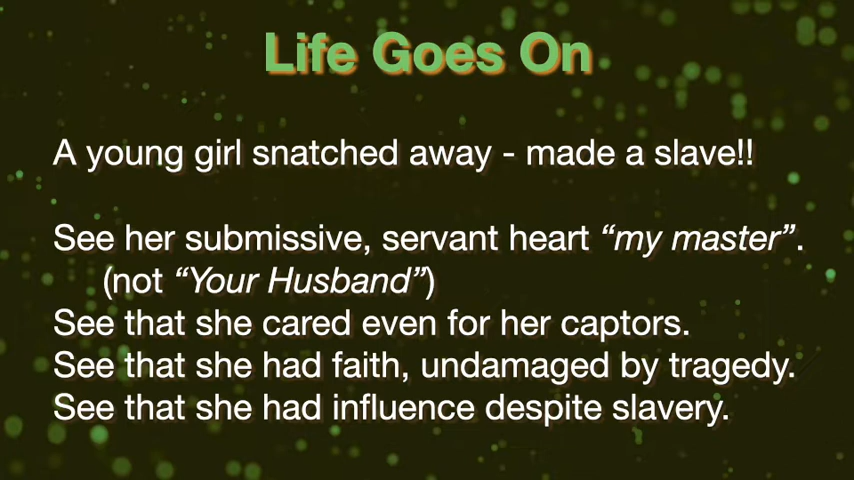 Life Goes On
A young girl snatched away - made a slave!!
See her submissive, servant heart “my master”.
(not “Your Husband”)
See that she cared even for her captors.
See that she had faith, undamaged by tragedy.
See that she had influence despite slavery.